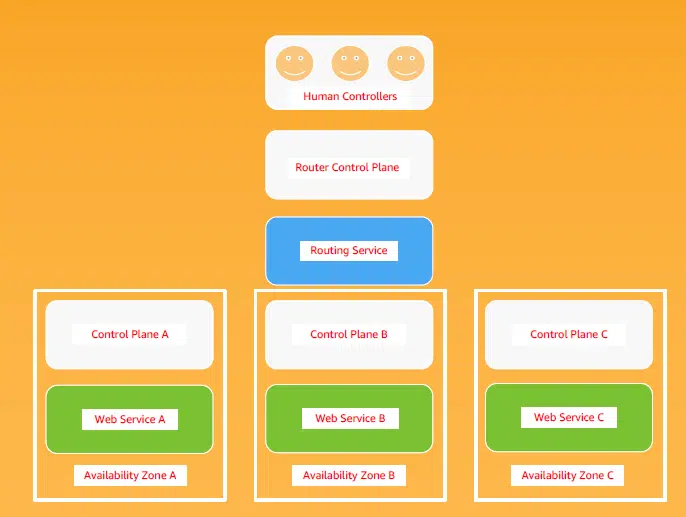 Human Controllers
Router Control Plane
Routing Service
Control Plane A
Control Plane B
Control Plane C
Web Service A
Web Service B
Web Service C
Availability Zone A
Availability Zone B
Availability Zone C